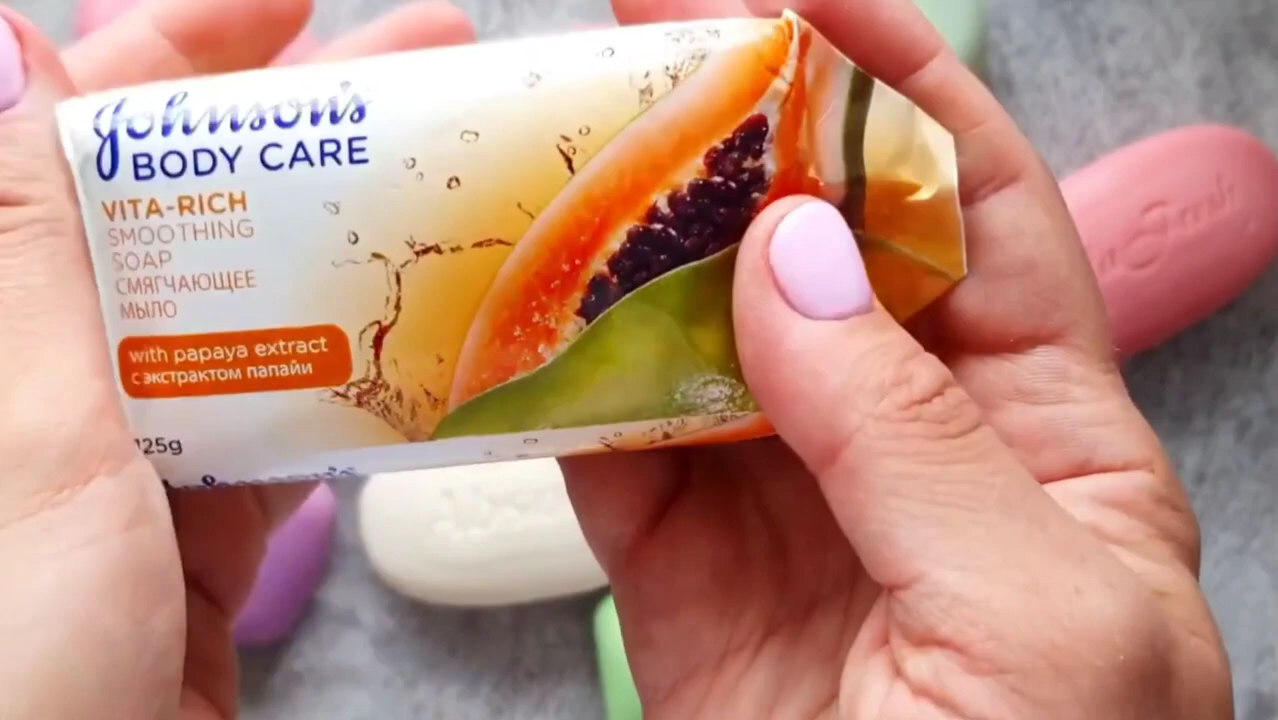 Johnson's
BODY CARE
VITA-RICH
SMOOTHING
SOAP
СМЯГЧАЮЩЕЕ
МЫЛО
with papaya extract
с экстрактом папайи
125g